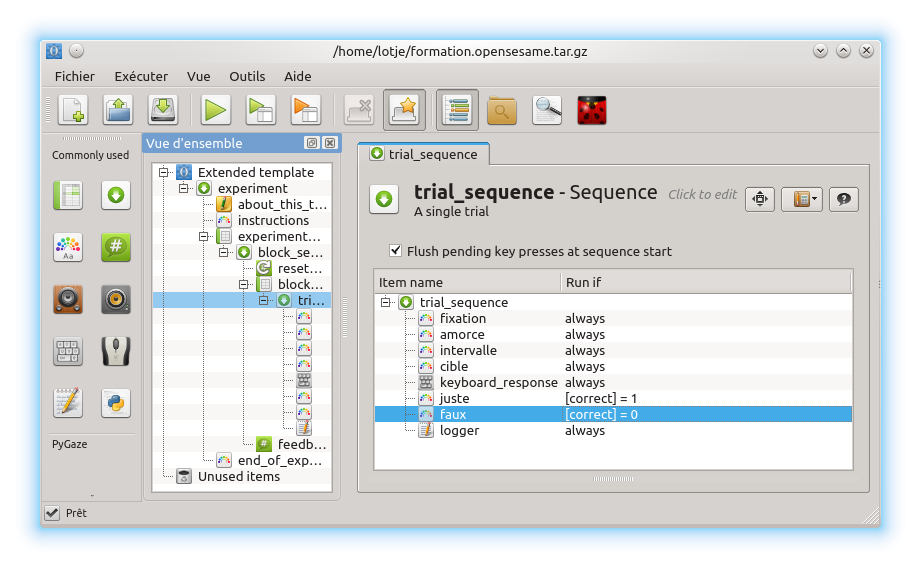 /home/lotje/formation.opensesame.tar.gz
Fichier Exécuter Vue Outils Aide
Commonly used
Aa
#
PyGaze
Vue d'ensemble
Extended template
experiment
about_this_t...
instructions
experiment...
block_se...
reset...
block...
tri...
#
feedb...
end_of_exp...
Unused items
trial_sequence
trial_sequence - Sequence Click to edit
A single trial
Flush pending key presses at sequence start
Item name Run if
trial_sequence
fixation always
amorce always
intervalle always
cible always
keyboard_response always
juste [correct] = 1
faux [correct] = 0
logger always
Prêt